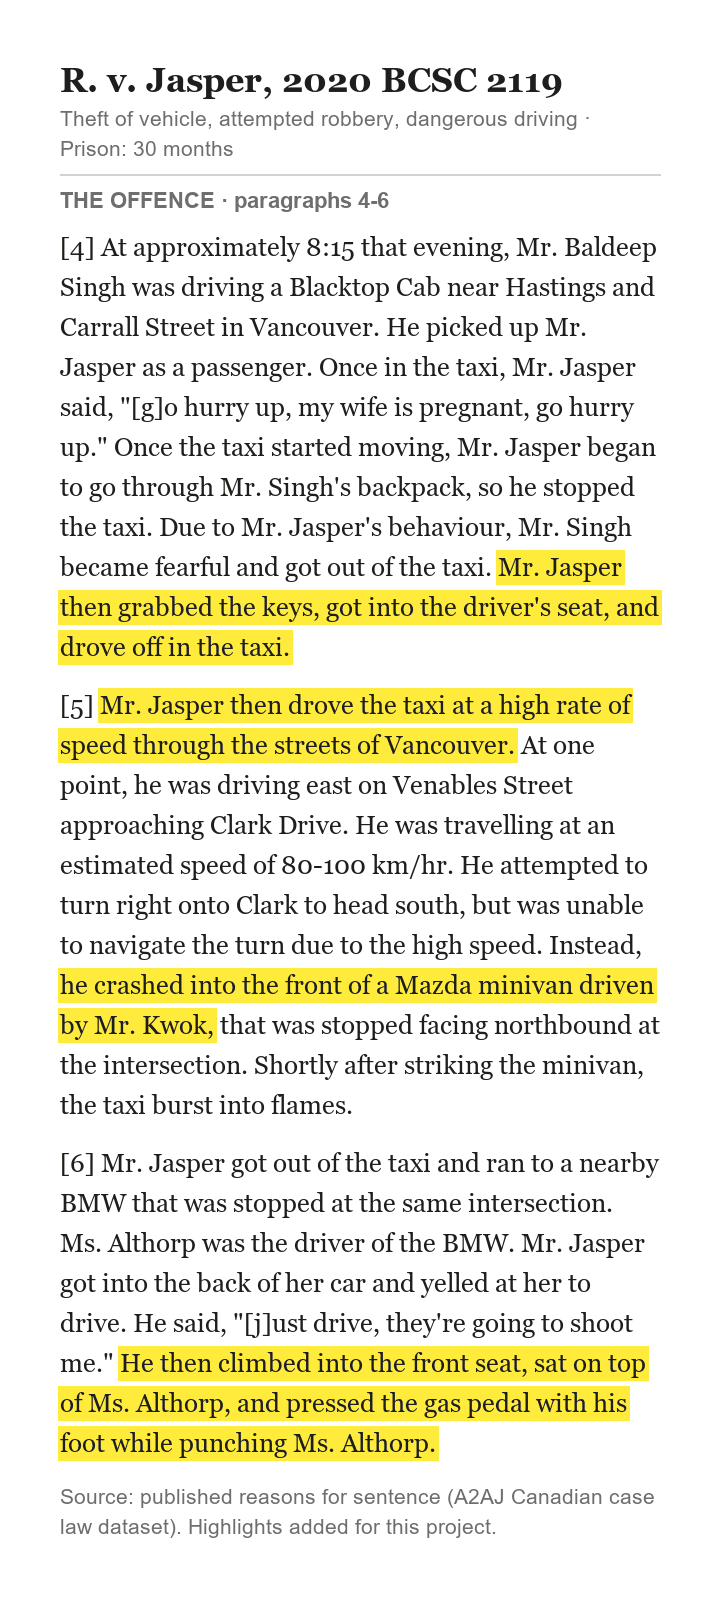 R. v. Jasper, 2020 BCSC 2119
Theft of vehicle, attempted robbery, dangerous driving ·
Prison: 30 months
THE OFFENCE · paragraphs 4-6
[4] At approximately 8:15 that evening, Mr. Baldeep
Singh was driving a Blacktop Cab near Hastings and
Carrall Street in Vancouver. He picked up Mr.
Jasper as a passenger. Once in the taxi, Mr. Jasper
said, "[g]o hurry up, my wife is pregnant, go hurry
up." Once the taxi started moving, Mr. Jasper began
to go through Mr. Singh's backpack, so he stopped
the taxi. Due to Mr. Jasper's behaviour, Mr. Singh
became fearful and got out of the taxi. Mr. Jasper
then grabbed the keys, got into the driver's seat, and
drove off in the taxi.
[5] Mr. Jasper then drove the taxi at a high rate of
speed through the streets of Vancouver. At one
point, he was driving east on Venables Street
approaching Clark Drive. He was travelling at an
estimated speed of 80-100 km/hr. He attempted to
turn right onto Clark to head south, but was unable
to navigate the turn due to the high speed. Instead,
he crashed into the front of a Mazda minivan driven
by Mr. Kwok, that was stopped facing northbound at
the intersection. Shortly after striking the minivan,
the taxi burst into flames.
[6] Mr. Jasper got out of the taxi and ran to a nearby
BMW that was stopped at the same intersection.
Ms. Althorp was the driver of the BMW. Mr. Jasper
got into the back of her car and yelled at her to
drive. He said, "[j]ust drive, they're going to shoot
me." He then climbed into the front seat, sat on top
of Ms. Althorp, and pressed the gas pedal with his
foot while punching Ms. Althorp.
Source: published reasons for sentence (A2AJ Canadian case
law dataset). Highlights added for this project.